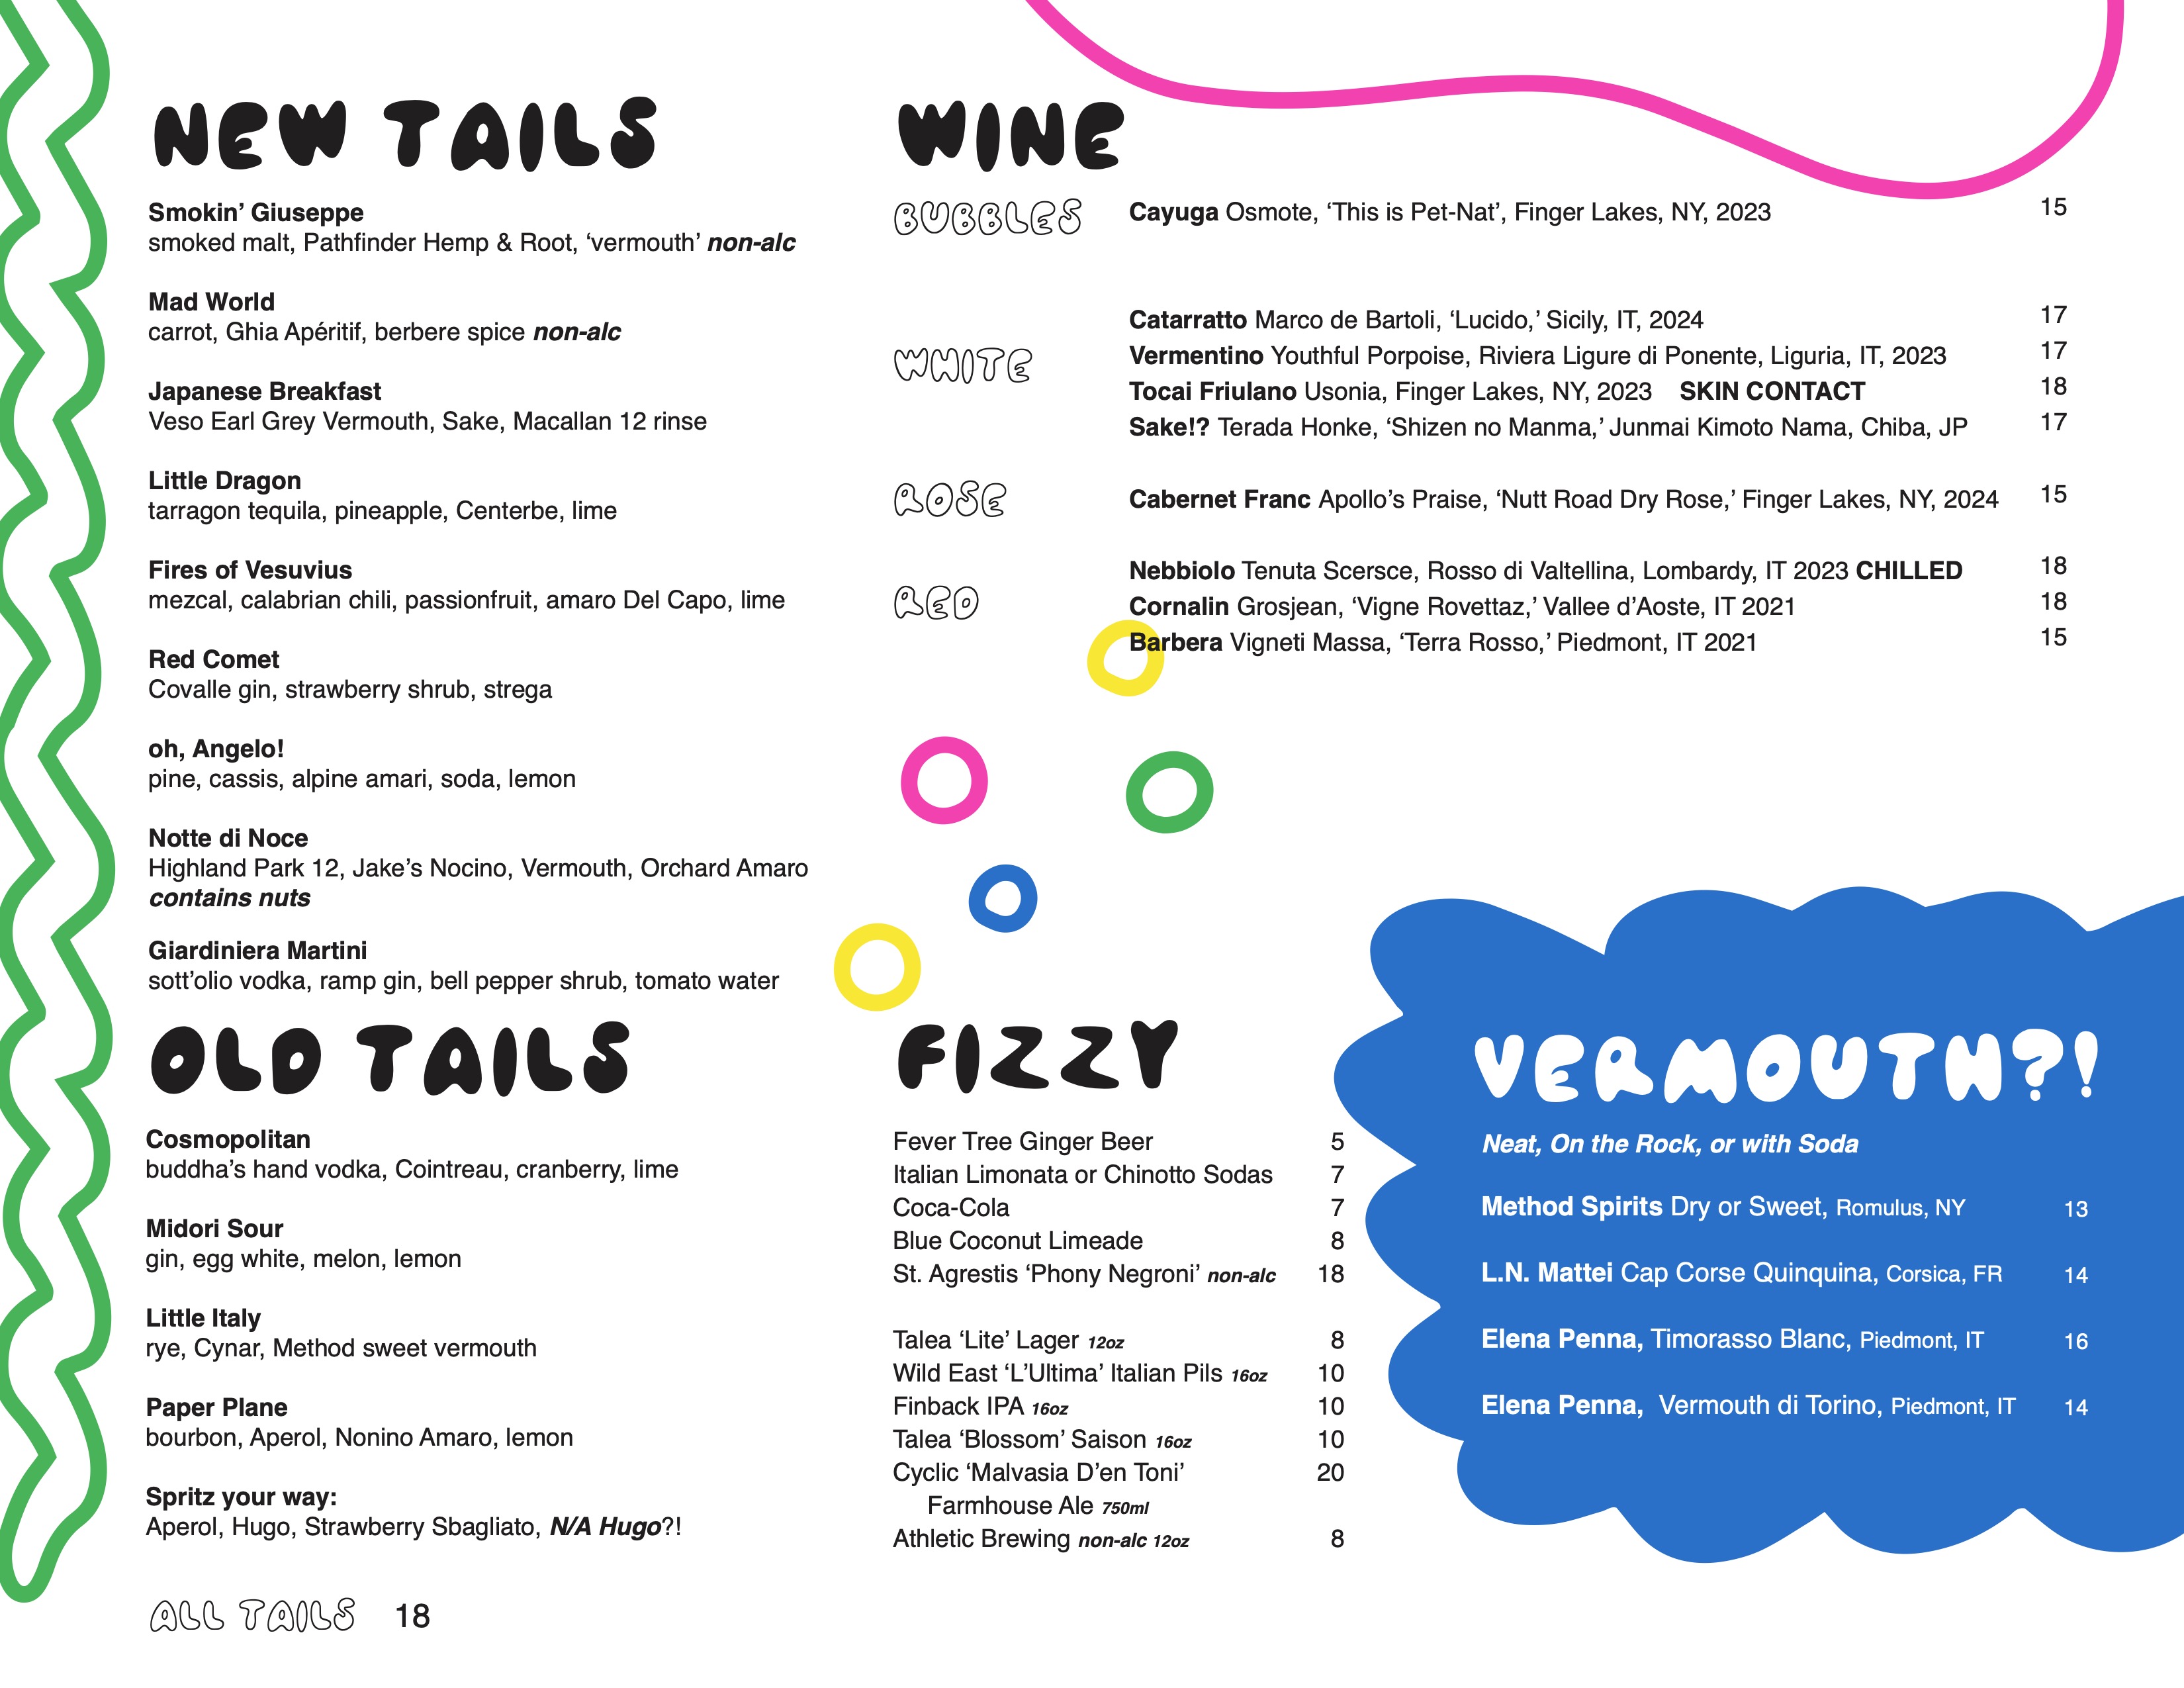 NEW TAILS
Smokin’ Giuseppe
smoked malt, Pathfinder Hemp & Root, ‘vermouth’ non-alc
Mad World
carrot, Ghia Apéritif, berbere spice non-alc
Japanese Breakfast
Veso Earl Grey Vermouth, Sake, Macallan 12 rinse
Little Dragon
tarragon tequila, pineapple, Centerbe, lime
Fires of Vesuvius
mezcal, calabrian chili, passionfruit, amaro Del Capo, lime
Red Comet
Covalle gin, strawberry shrub, strega
oh, Angelo!
pine, cassis, alpine amari, soda, lemon
Notte di Noce
Highland Park 12, Jake’s Nocino, Vermouth, Orchard Amaro
contains nuts
Giardiniera Martini
sott’olio vodka, ramp gin, bell pepper shrub, tomato water
OLD TAILS
Cosmopolitan
buddha’s hand vodka, Cointreau, cranberry, lime
Midori Sour
gin, egg white, melon, lemon
Little Italy
rye, Cynar, Method sweet vermouth
Paper Plane
bourbon, Aperol, Nonino Amaro, lemon
Spritz your way:
Aperol, Hugo, Strawberry Sbagliato, N/A Hugo?!
ALL TAILS 18
WINE
BUBBLES
Cayuga Osmote, ‘This is Pet-Nat’, Finger Lakes, NY, 2023 15
WHITE
Catarratto Marco de Bartoli, ‘Lucido,’ Sicily, IT, 2024 17
Vermentino Youthful Porpoise, Riviera Ligure di Ponente, Liguria, IT, 2023 17
Tocai Friulano Usonia, Finger Lakes, NY, 2023 SKIN CONTACT 18
Sake!? Terada Honke, ‘Shizen no Manma,’ Junmai Kimoto Nama, Chiba, JP 17
ROSE
Cabernet Franc Apollo’s Praise, ‘Nutt Road Dry Rose,’ Finger Lakes, NY, 2024 15
RED
Nebbiolo Tenuta Scersce, Rosso di Valtellina, Lombardy, IT 2023 CHILLED 18
Cornalin Grosjean, ‘Vigne Rovettaz,’ Vallee d’Aoste, IT 2021 18
Barbera Vigneti Massa, ‘Terra Rosso,’ Piedmont, IT 2021 15
FIZZY
Fever Tree Ginger Beer 5
Italian Limonata or Chinotto Sodas 7
Coca-Cola 7
Blue Coconut Limeade 8
St. Agrestis ‘Phony Negroni’ non-alc 18
Talea ‘Lite’ Lager 12oz 8
Wild East ‘L’Ultima’ Italian Pils 16oz 10
Finback IPA 16oz 10
Talea ‘Blossom’ Saison 16oz 10
Cyclic ‘Malvasia D’en Toni’ 20
Farmhouse Ale 750ml
Athletic Brewing non-alc 12oz 8
VERMOUTH?!
Neat, On the Rock, or with Soda
Method Spirits Dry or Sweet, Romulus, NY 13
L.N. Mattei Cap Corse Quinquina, Corsica, FR 14
Elena Penna, Timorasso Blanc, Piedmont, IT 16
Elena Penna, Vermouth di Torino, Piedmont, IT 14